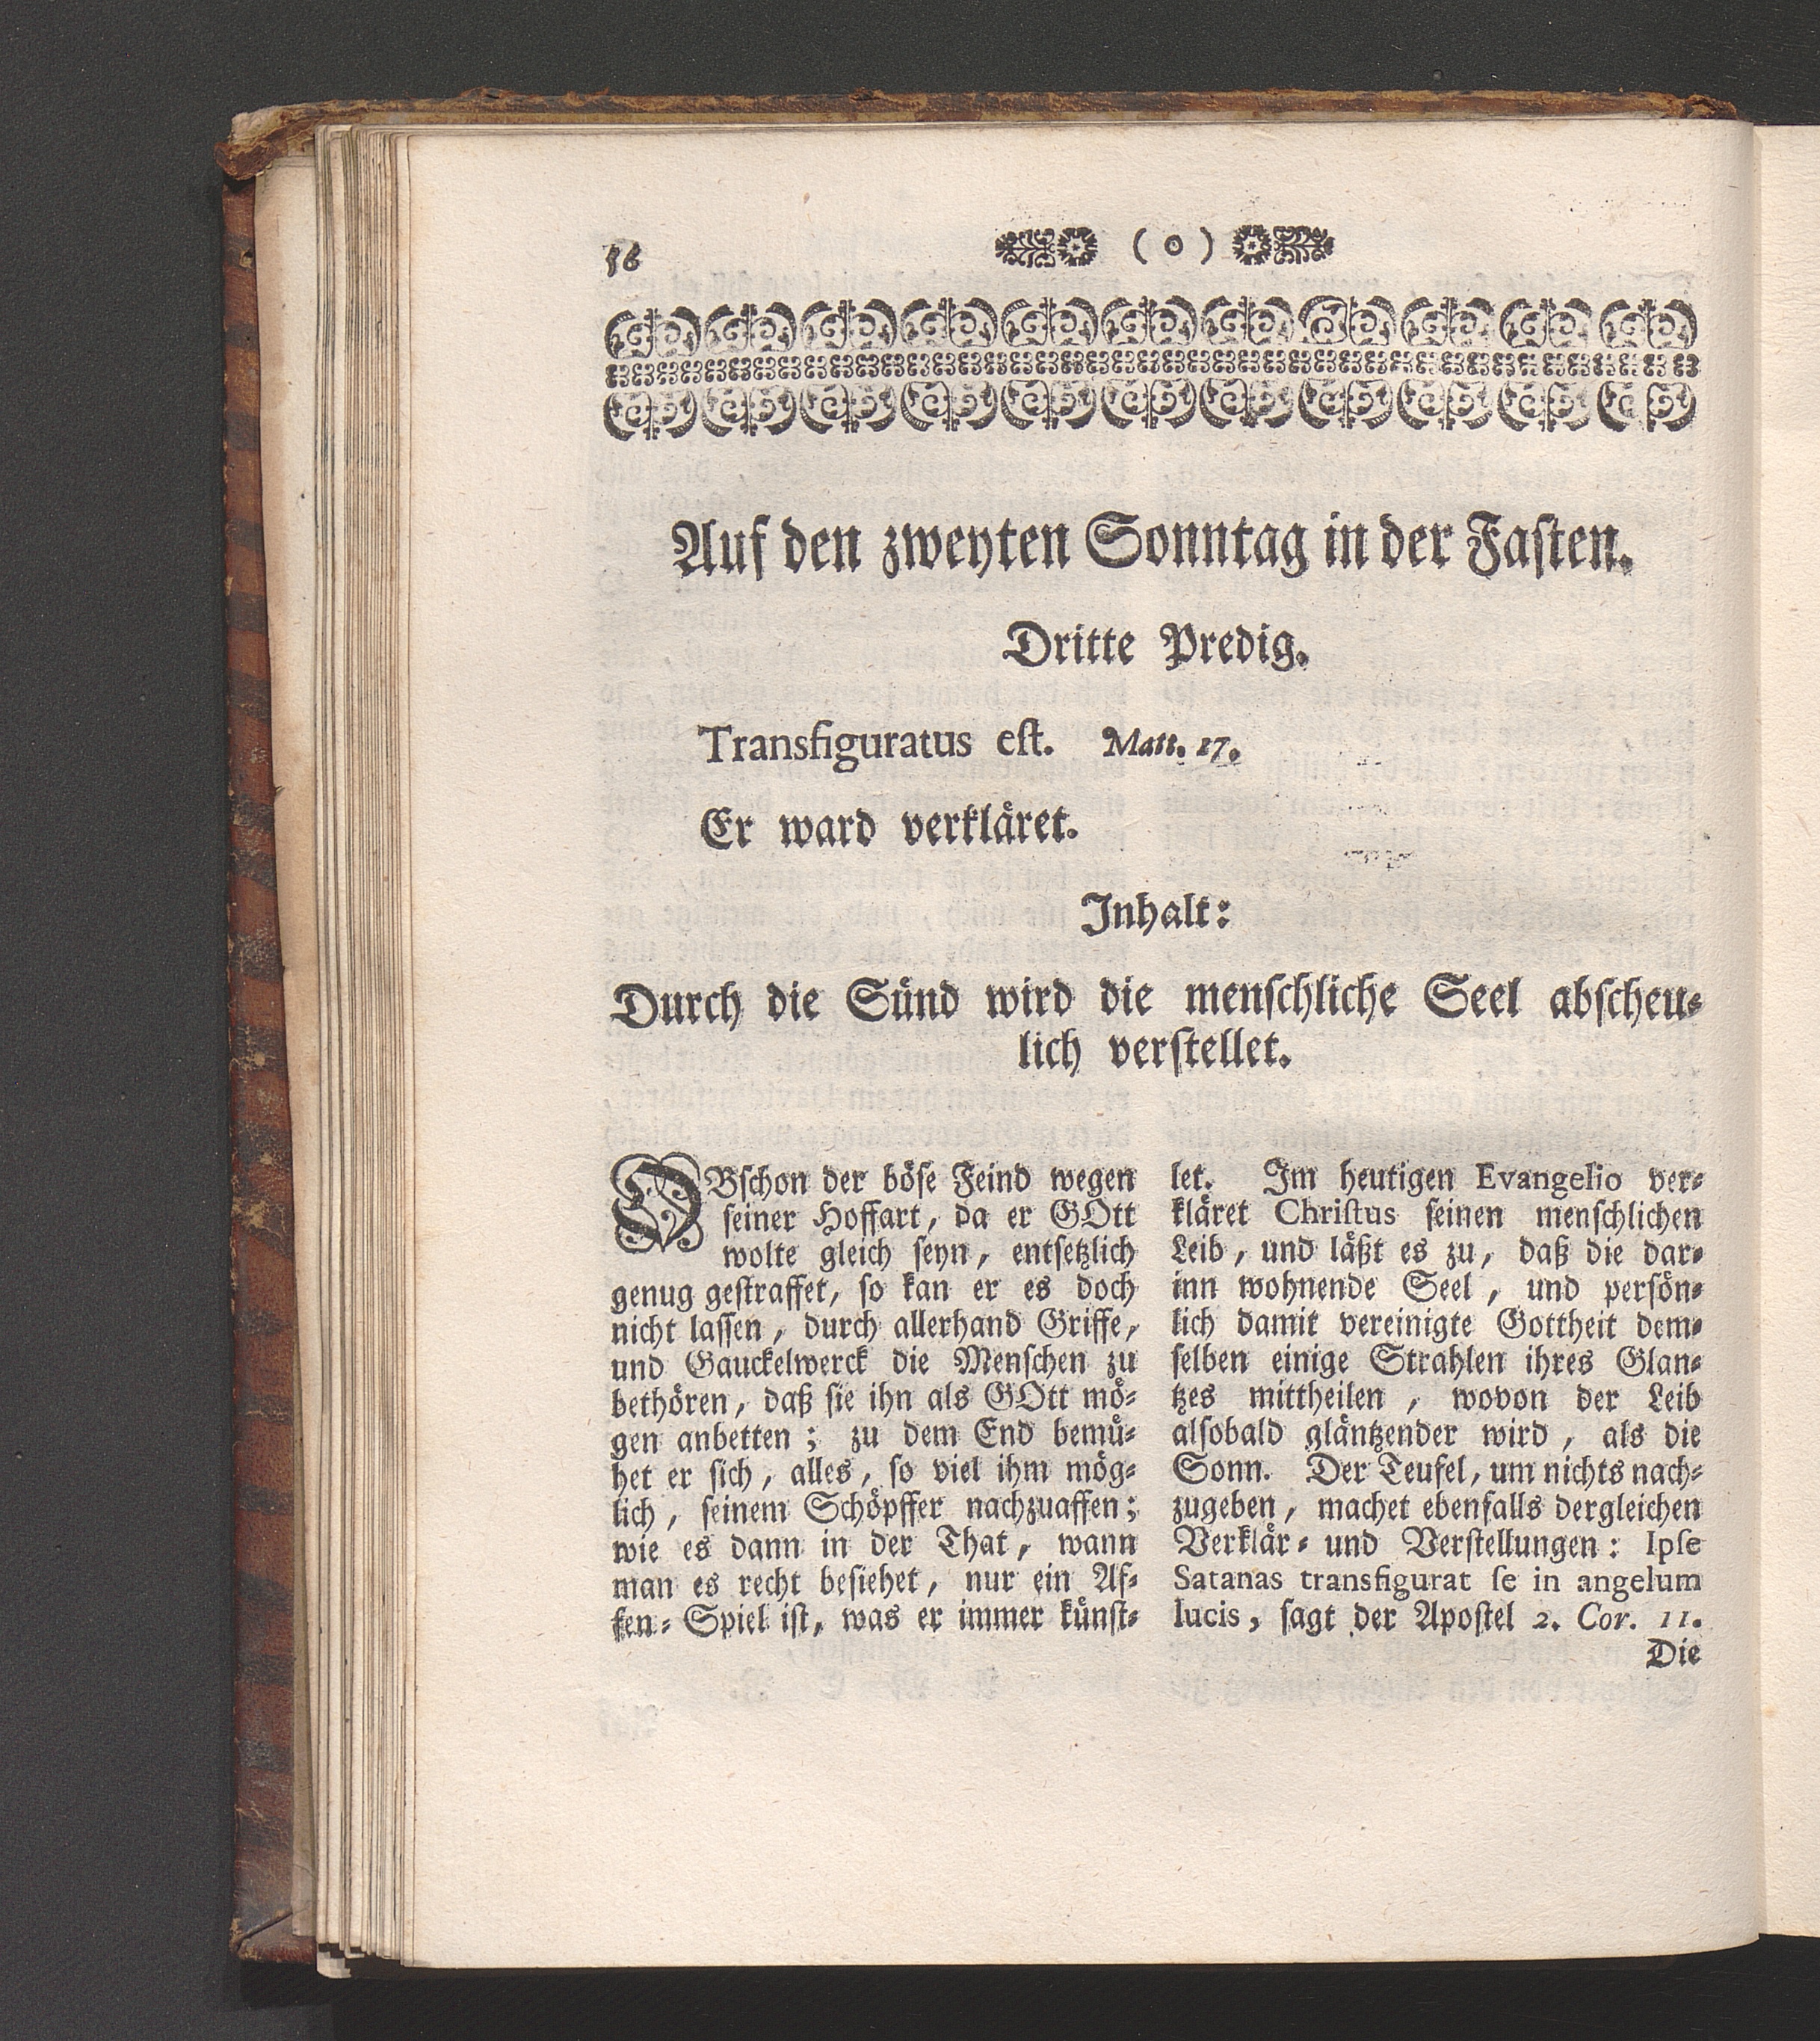 56
( o )
Auf den zweyten Sonntag in der Fasten.
Dritte Predig.
Transfiguratus est. Matt. 17.
Er ward verkläret.
Inhalt:
Durch die Sünd wird die menschliche Seel abscheu-
lich verstellet.
OBschon der böse Feind wegen
seiner Hoffart, da er GOtt
wolte gleich seyn, entsetzlich
genug gestraffet, so kan er es doch
nicht lassen, durch allerhand Griffe,
und Gauckelwerck die Menschen zu
bethören, daß sie ihn als GOtt mö-
gen anbetten; zu dem End bemü-
het er sich, alles, so viel ihm mög-
lich, seinem Schöpffer nachzuaffen;
wie es dann in der That, wann
man es recht besiehet, nur ein Af-
fen-Spiel ist, was er immer künst-
let. Im heutigen Evangelio ver-
kläret Christus seinen menschlichen
Leib, und läßt es zu, daß die dar-
inn wohnende Seel, und persön-
lich damit vereinigte Gottheit dem-
selben einige Strahlen ihres Glan-
tzes mittheilen, wovon der Leib
alsobald gläntzender wird, als die
Sonn. Der Teufel, um nichts nach-
zugeben, machet ebenfalls dergleichen
Verklär- und Verstellungen: Ipse
Satanas transfigurat se in angelum
lucis, sagt der Apostel 2. Cor. 11.
Die